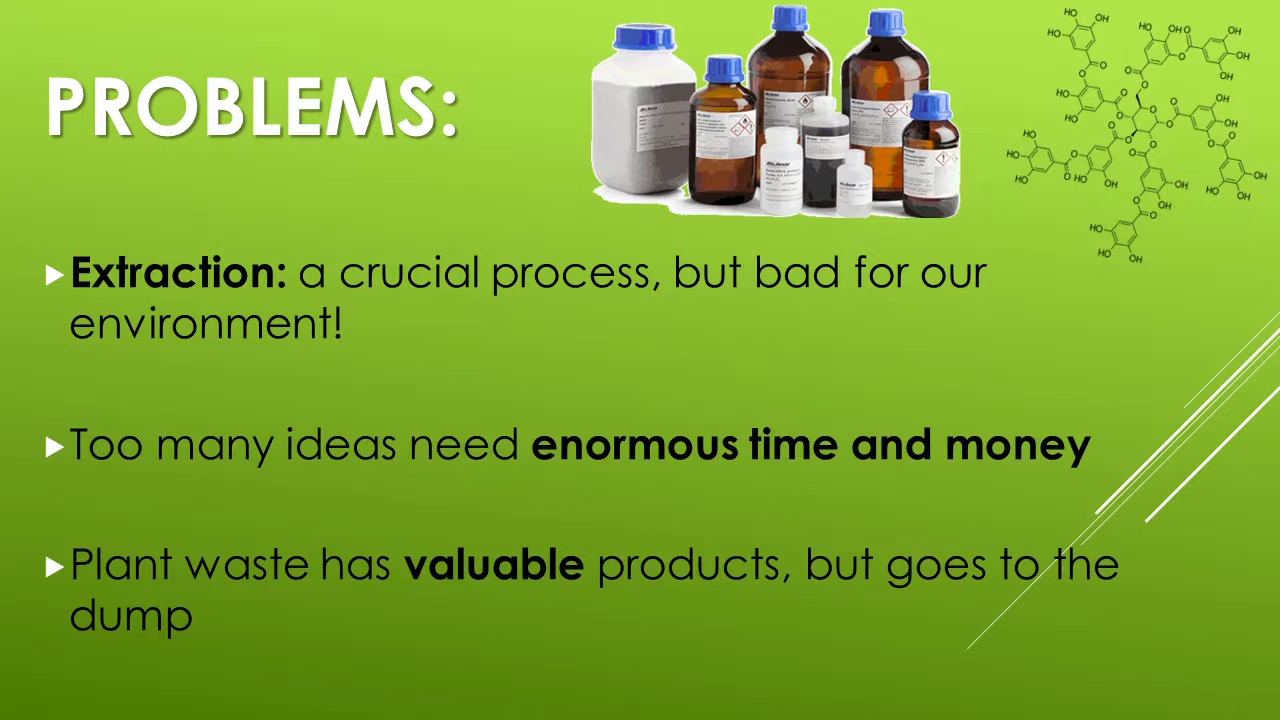 PROBLEMS:
Extraction: a crucial process, but bad for our
environment!
Too many ideas need enormous time and money
Plant waste has valuable products, but goes to the
dump